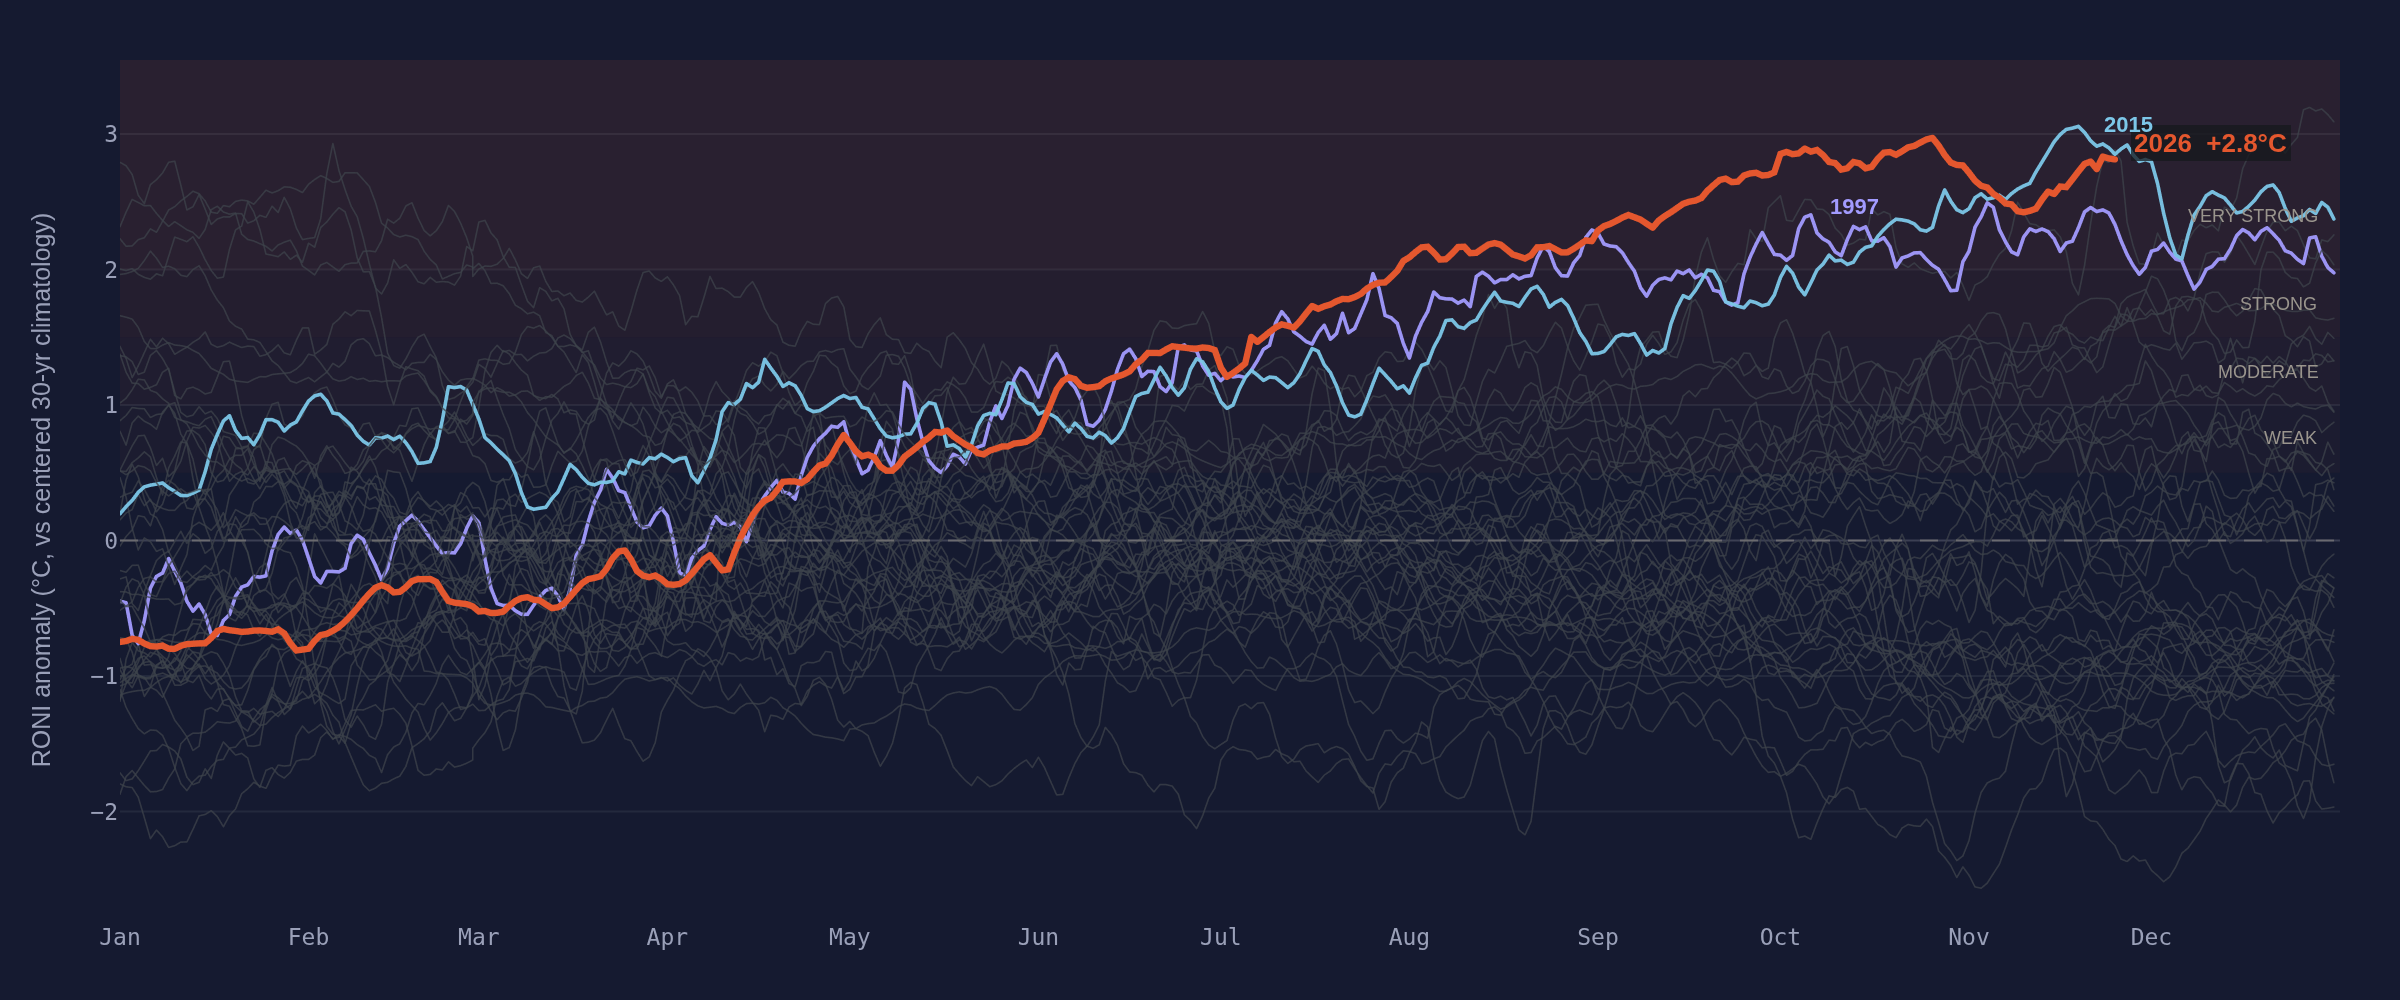 RONI anomaly (°C, vs centered 30-yr climatology)
3
2
1
0
−1
−2
2015
2026 +2.8°C
1997
VERY STRONG
STRONG
MODERATE
WEAK
Jan Feb Mar Apr May Jun Jul Aug Sep Oct Nov Dec